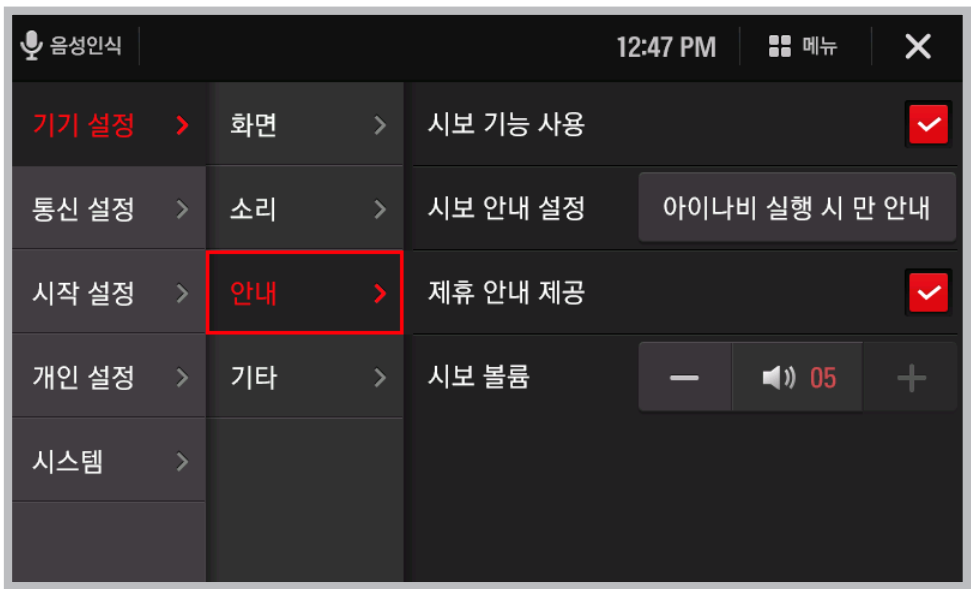 음성인식
12:47 PM
메뉴
기기 설정
통신 설정
시작 설정
개인 설정
시스템
화면
소리
안내
기타
시보 기능 사용
시보 안내 설정
아이나비 실행 시 만 안내
제휴 안내 제공
시보 볼륨
05